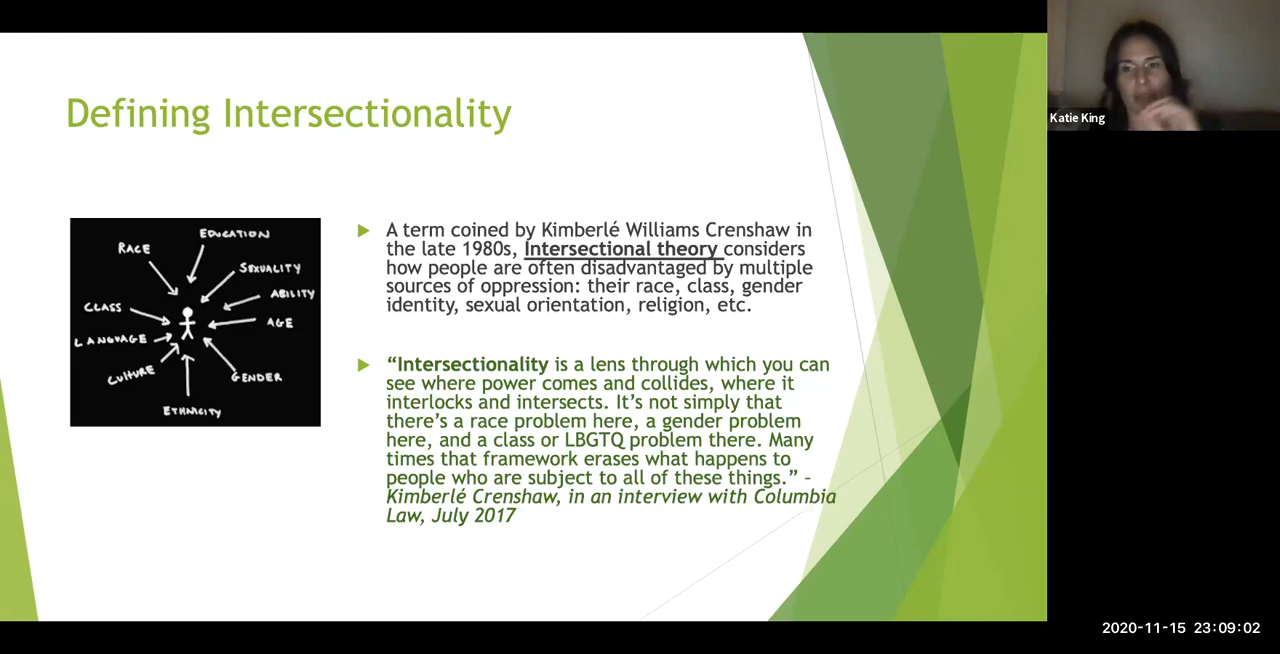 Defining Intersectionality
EDUCATION
RACE
SEXUALITY
ABILITY
CLASS
AGE
LANGUAGE
CULTURE
GENDER
ETHNICITY
A term coined by Kimberlé Williams Crenshaw in
the late 1980s, Intersectional theory considers
how people are often disadvantaged by multiple
sources of oppression: their race, class, gender
identity, sexual orientation, religion, etc.
“Intersectionality is a lens through which you can
see where power comes and collides, where it
interlocks and intersects. It’s not simply that
there’s a race problem here, a gender problem
here, and a class or LBGTQ problem there. Many
times that framework erases what happens to
people who are subject to all of these things.” –
Kimberlé Crenshaw, in an interview with Columbia
Law, July 2017
Katie King
2020-11-15 23:09:02